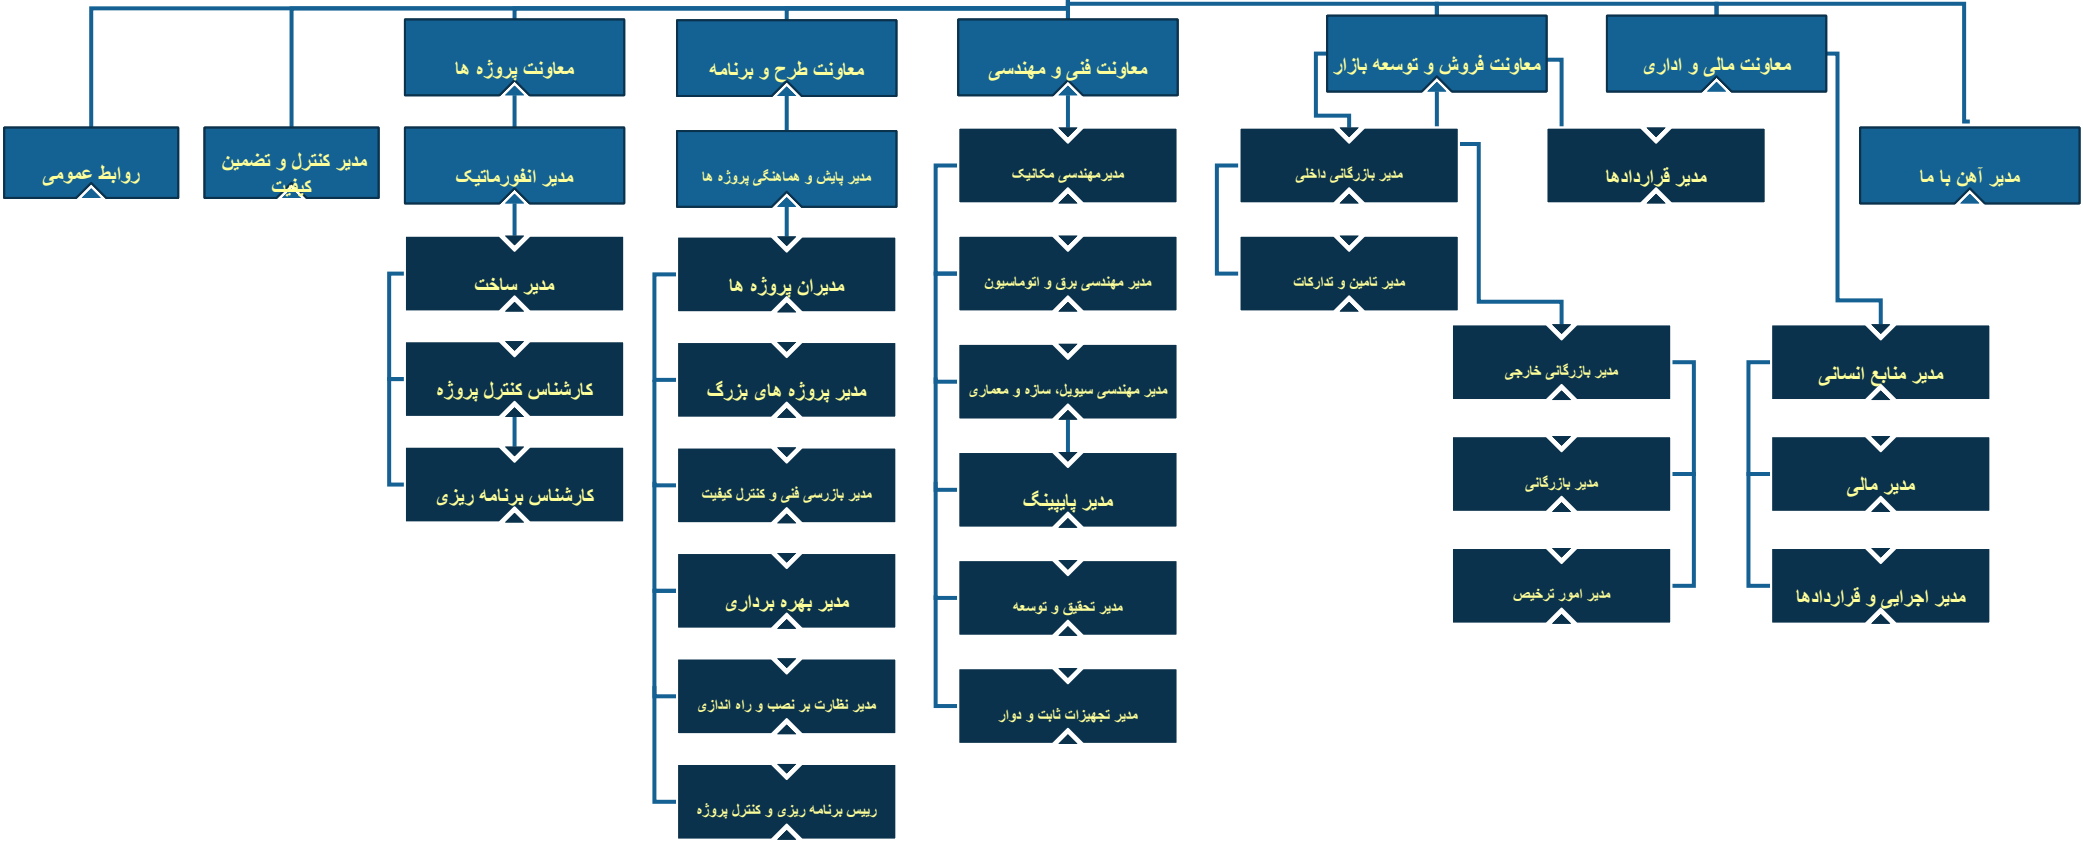 معاونت مالی و اداری
معاونت فروش و توسعه بازار
معاونت فنی و مهندسی
معاونت طرح و برنامه
معاونت پروژه ها
مدیر آهن با ما
مدیر قراردادها
مدیر بازرگانی داخلی
مدیرمهندسی مکانیک
مدیر پایش و هماهنگی پروژه ها
مدیر انفورماتیک
مدیر کنترل و تضمین
کیفیت
روابط عمومی
مدیر تامین و تدارکات
مدیر مهندسی برق و اتوماسیون
مدیران پروژه ها
مدیر ساخت
مدیر منابع انسانی
مدیر بازرگانی خارجی
مدیر مهندسی سیویل، سازه و معماری
مدیر پروژه های بزرگ
کارشناس کنترل پروژه
مدیر مالی
مدیر بازرگانی
مدیر پایپینگ
مدیر بازرسی فنی و کنترل کیفیت
کارشناس برنامه ریزی
مدیر اجرایی و قراردادها
مدیر امور ترخیص
مدیر تحقیق و توسعه
مدیر بهره برداری
مدیر تجهیزات ثابت و دوار
مدیر نظارت بر نصب و راه اندازی
رییس برنامه ریزی و کنترل پروژه